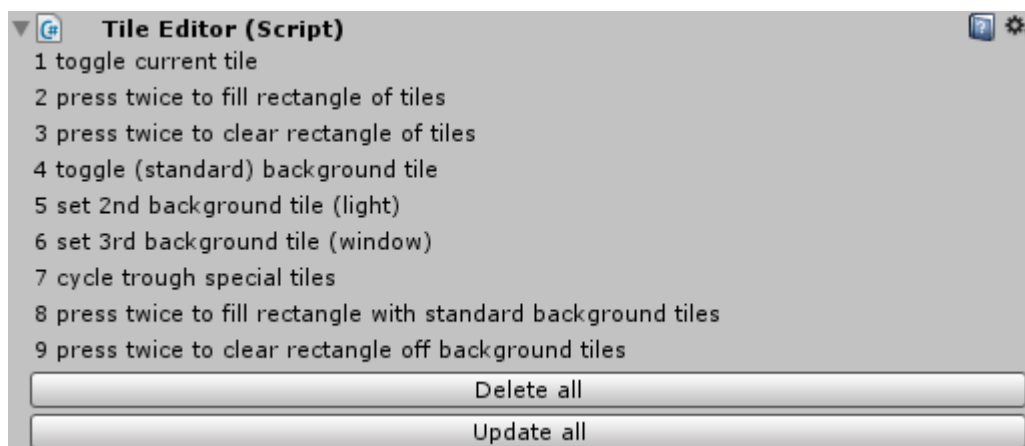 Tile Editor (Script)
1 toggle current tile
2 press twice to fill rectangle of tiles
3 press twice to clear rectangle of tiles
4 toggle (standard) background tile
5 set 2nd background tile (light)
6 set 3rd background tile (window)
7 cycle trough special tiles
8 press twice to fill rectangle with standard background tiles
9 press twice to clear rectangle off background tiles
Delete all
Update all